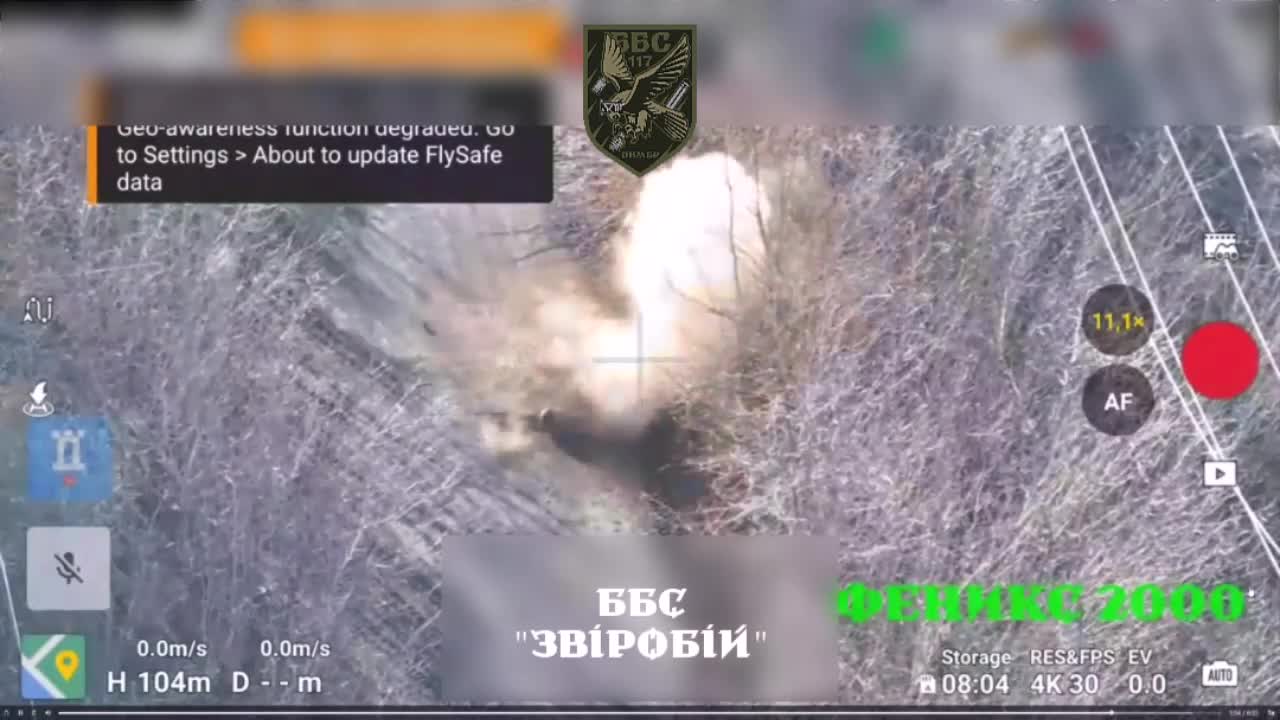 ББС
117
Geo-awareness function degraded. Go
to Settings > About to update FlySafe
data
11,1×
AF
ББС
"ЗВІРОБІЙ"
ФЕНИКС 2000
0.0m/s 0.0m/s
H 104m D -- m
Storage RES&FPS EV
08:04 4K 30 0.0
AUTO